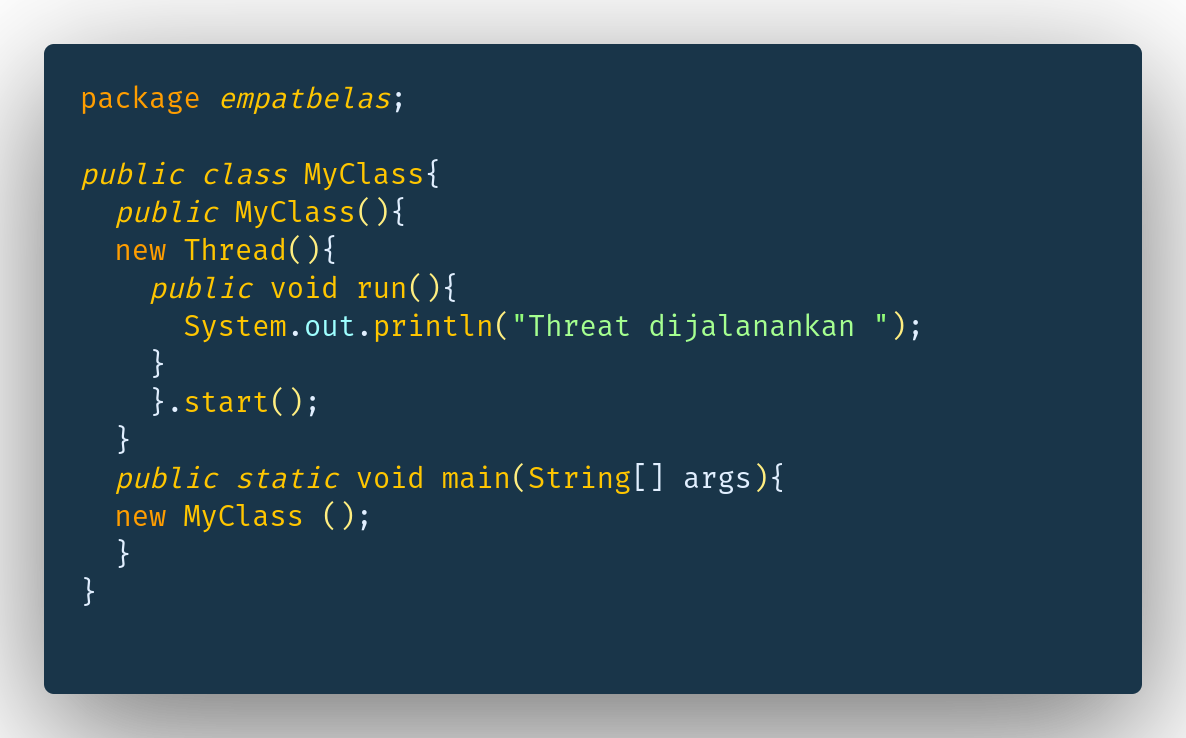 package empatbelas;
public class MyClass{
public MyClass(){
new Thread(){
public void run(){
System.out.println("Threat dijalanankan ");
}
}.start();
}
public static void main(String[] args){
new MyClass ();
}
}